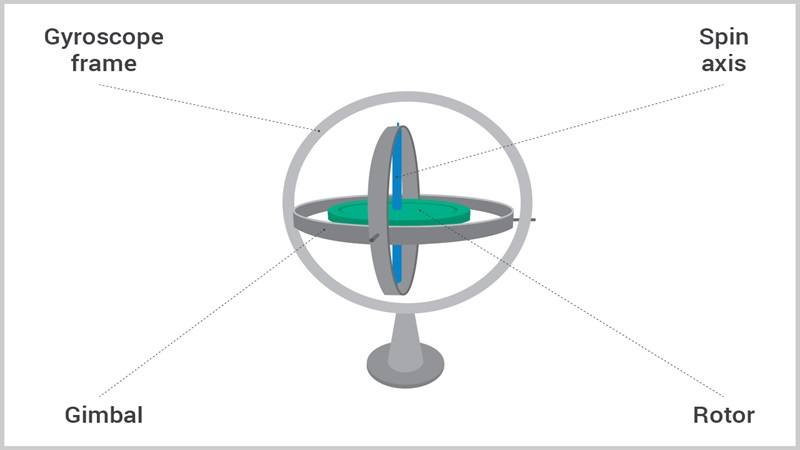 Gyroscope
frame
Spin
axis
Gimbal
Rotor